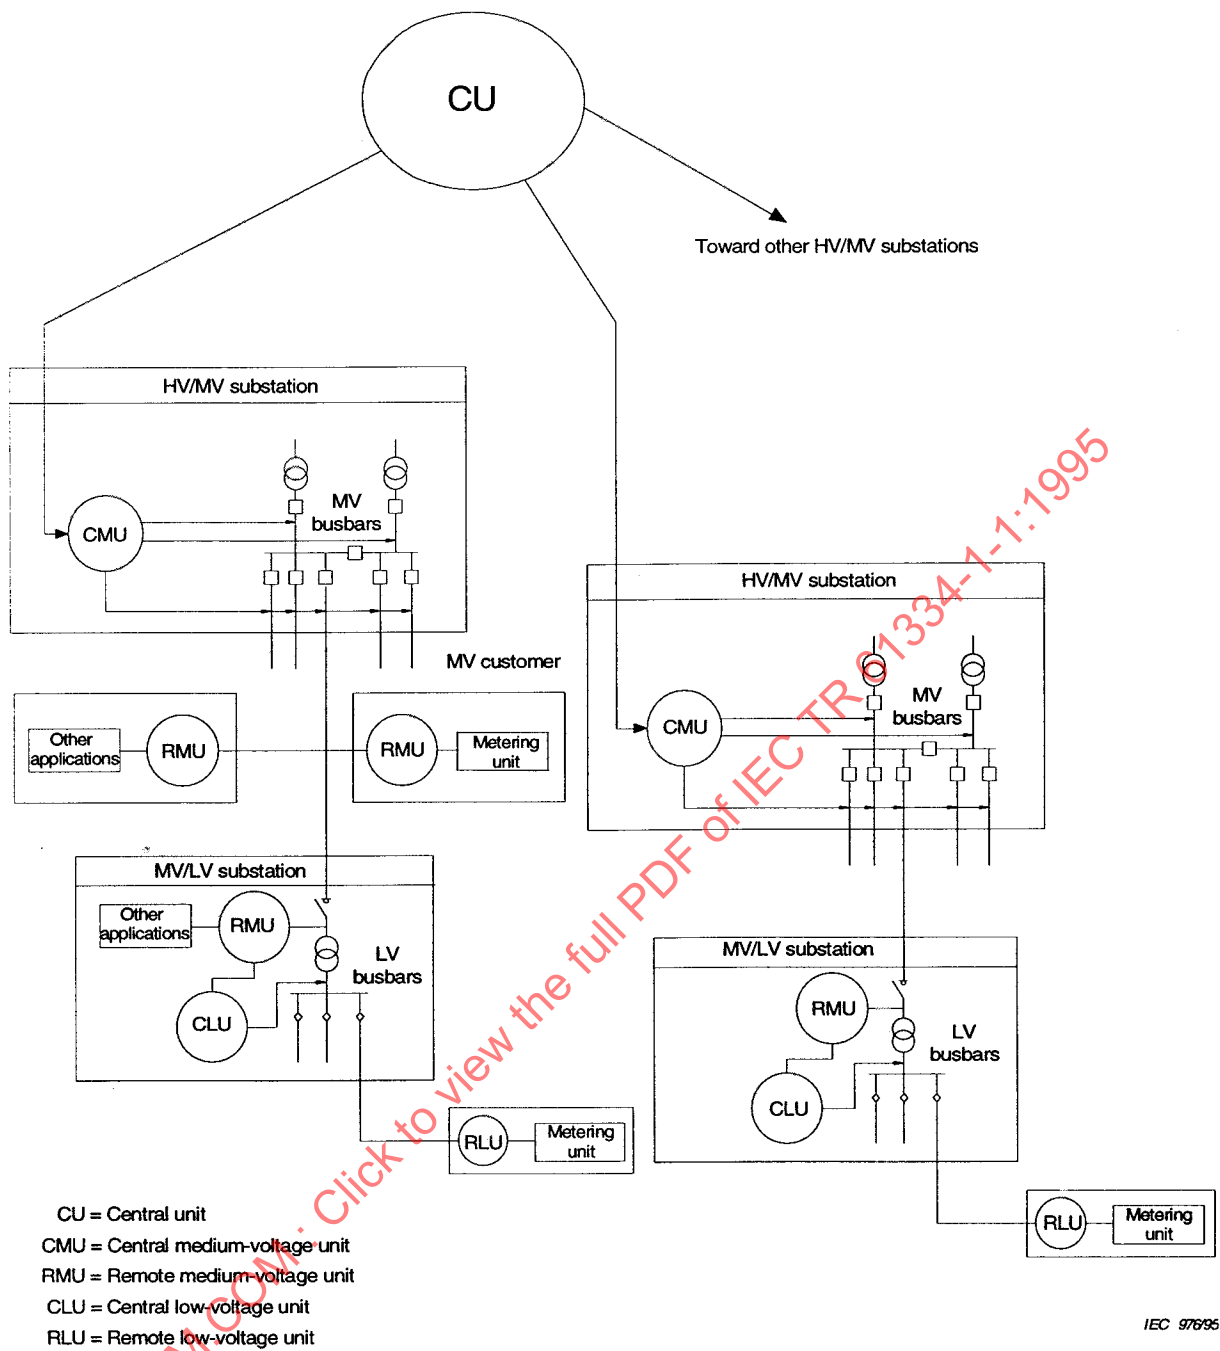 CU
Toward other HV/MV substations
HV/MV substation
MV
busbars
CMU
MV customer
HV/MV substation
MV
busbars
CMU
Other
applications
RMU
RMU
Metering
unit
MV/LV substation
Other
applications
RMU
LV
busbars
CLU
MV/LV substation
RMU
LV
busbars
CLU
RLU
Metering
unit
RLU
Metering
unit
CU = Central unit
CMU = Central medium-voltage unit
RMU = Remote medium-voltage unit
CLU = Central low-voltage unit
RLU = Remote low-voltage unit
IEC 976/95
M.COM : Click to view the full PDF of IEC TR 61334-1-1:1995